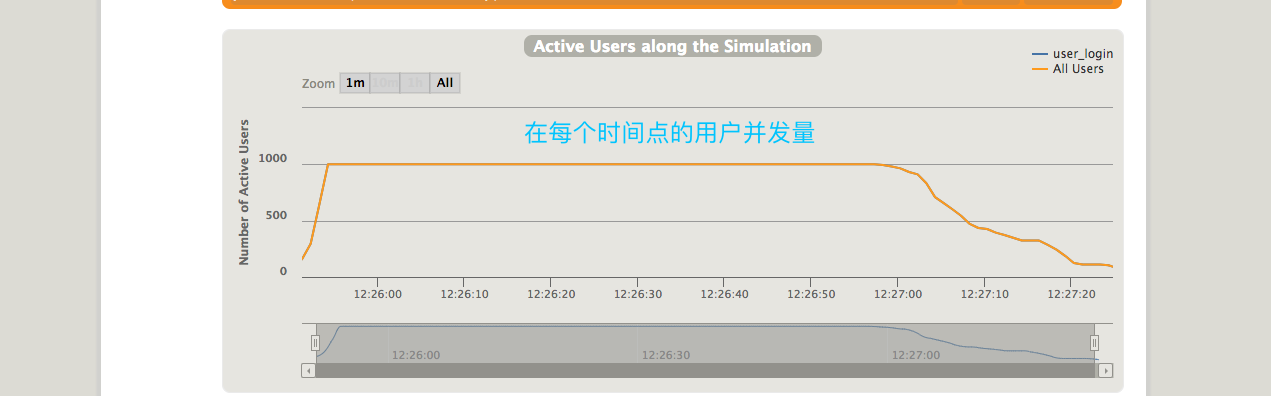 Active Users along the Simulation
user_login
All Users
Zoom 1m 10m 1h All
在每个时间点的用户并发量
Number of Active Users
1000
500
0
12:26:00 12:26:10 12:26:20 12:26:30 12:26:40 12:26:50 12:27:00 12:27:10 12:27:20
12:26:00 12:26:30 12:27:00